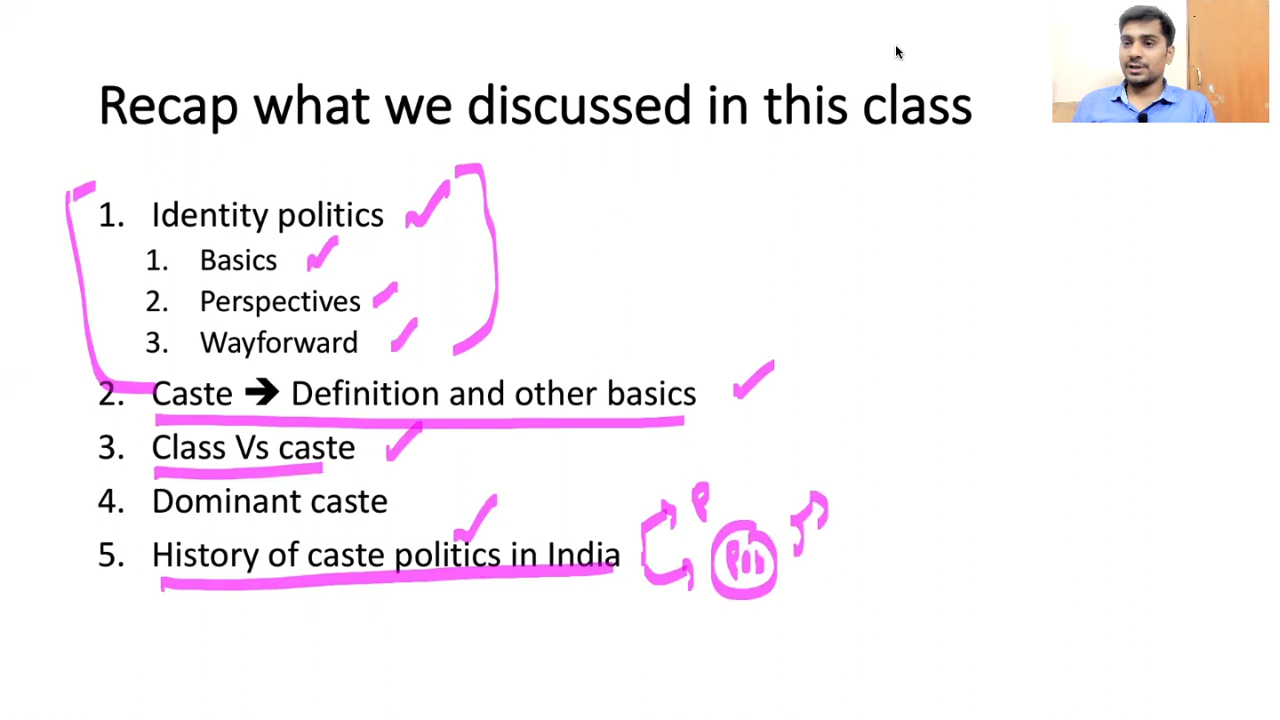 Recap what we discussed in this class
1. Identity politics
1. Basics
2. Perspectives
3. Wayforward
2. Caste ➔ Definition and other basics
3. Class Vs caste
4. Dominant caste
5. History of caste politics in India
P